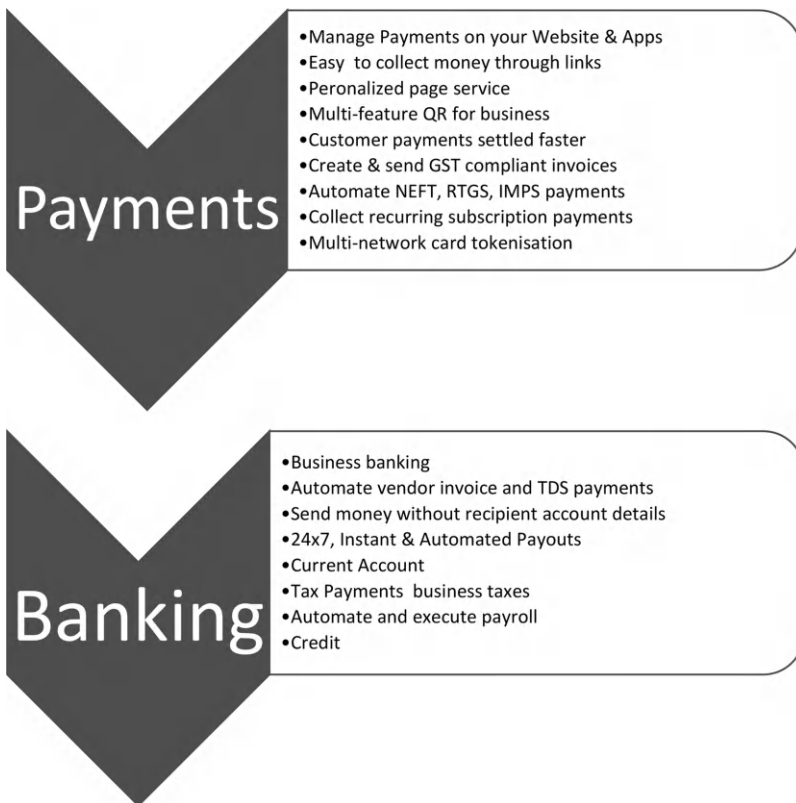 Payments
•Manage Payments on your Website & Apps
•Easy  to collect money through links
•Peronalized page service
•Multi-feature QR for business
•Customer payments settled faster
•Create & send GST compliant invoices
•Automate NEFT, RTGS, IMPS payments
•Collect recurring subscription payments
•Multi-network card tokenisation
Banking
•Business banking
•Automate vendor invoice and TDS payments
•Send money without recipient account details
•24x7, Instant & Automated Payouts
•Current Account
•Tax Payments  business taxes
•Automate and execute payroll
•Credit